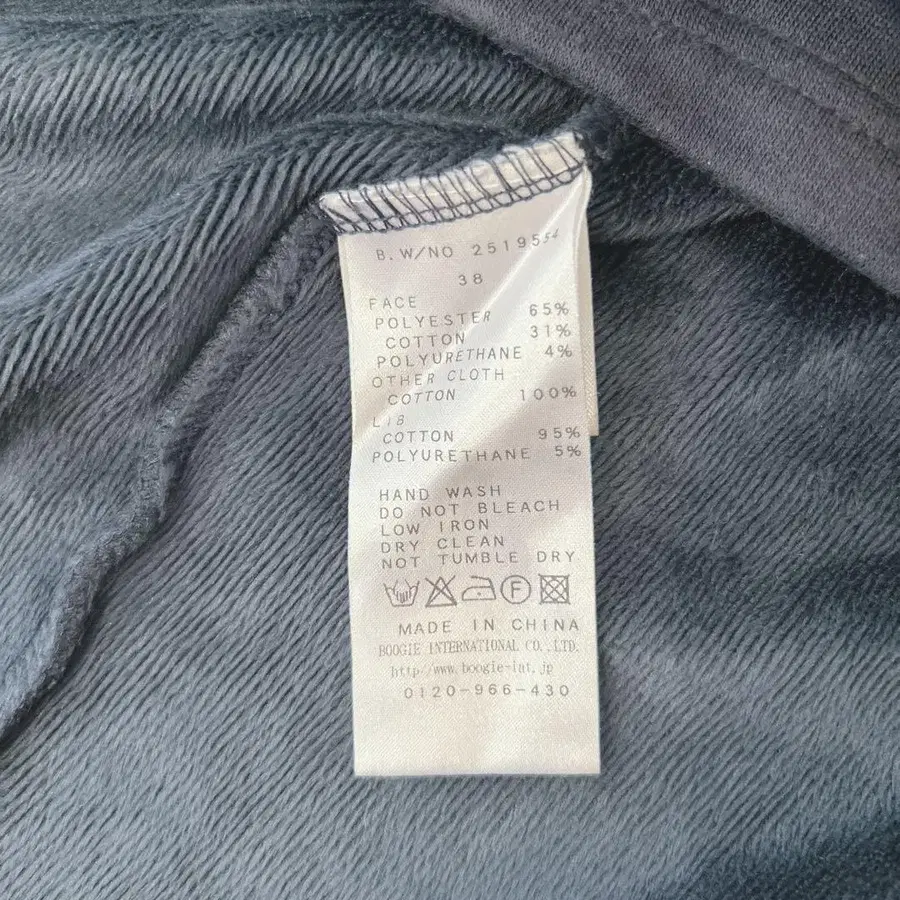 B.W/NO 2519554
38
FACE
POLYESTER 65%
COTTON 31%
POLYURETHANE 4%
OTHER CLOTH
COTTON 100%
LIB
COTTON 95%
POLYURETHANE 5%
HAND WASH
DO NOT BLEACH
LOW IRON
DRY CLEAN
NOT TUMBLE DRY
F
MADE IN CHINA
BOOGIE INTERNATIONAL CO.,LTD.
http://www.boogie-iat.jp
0120-966-430